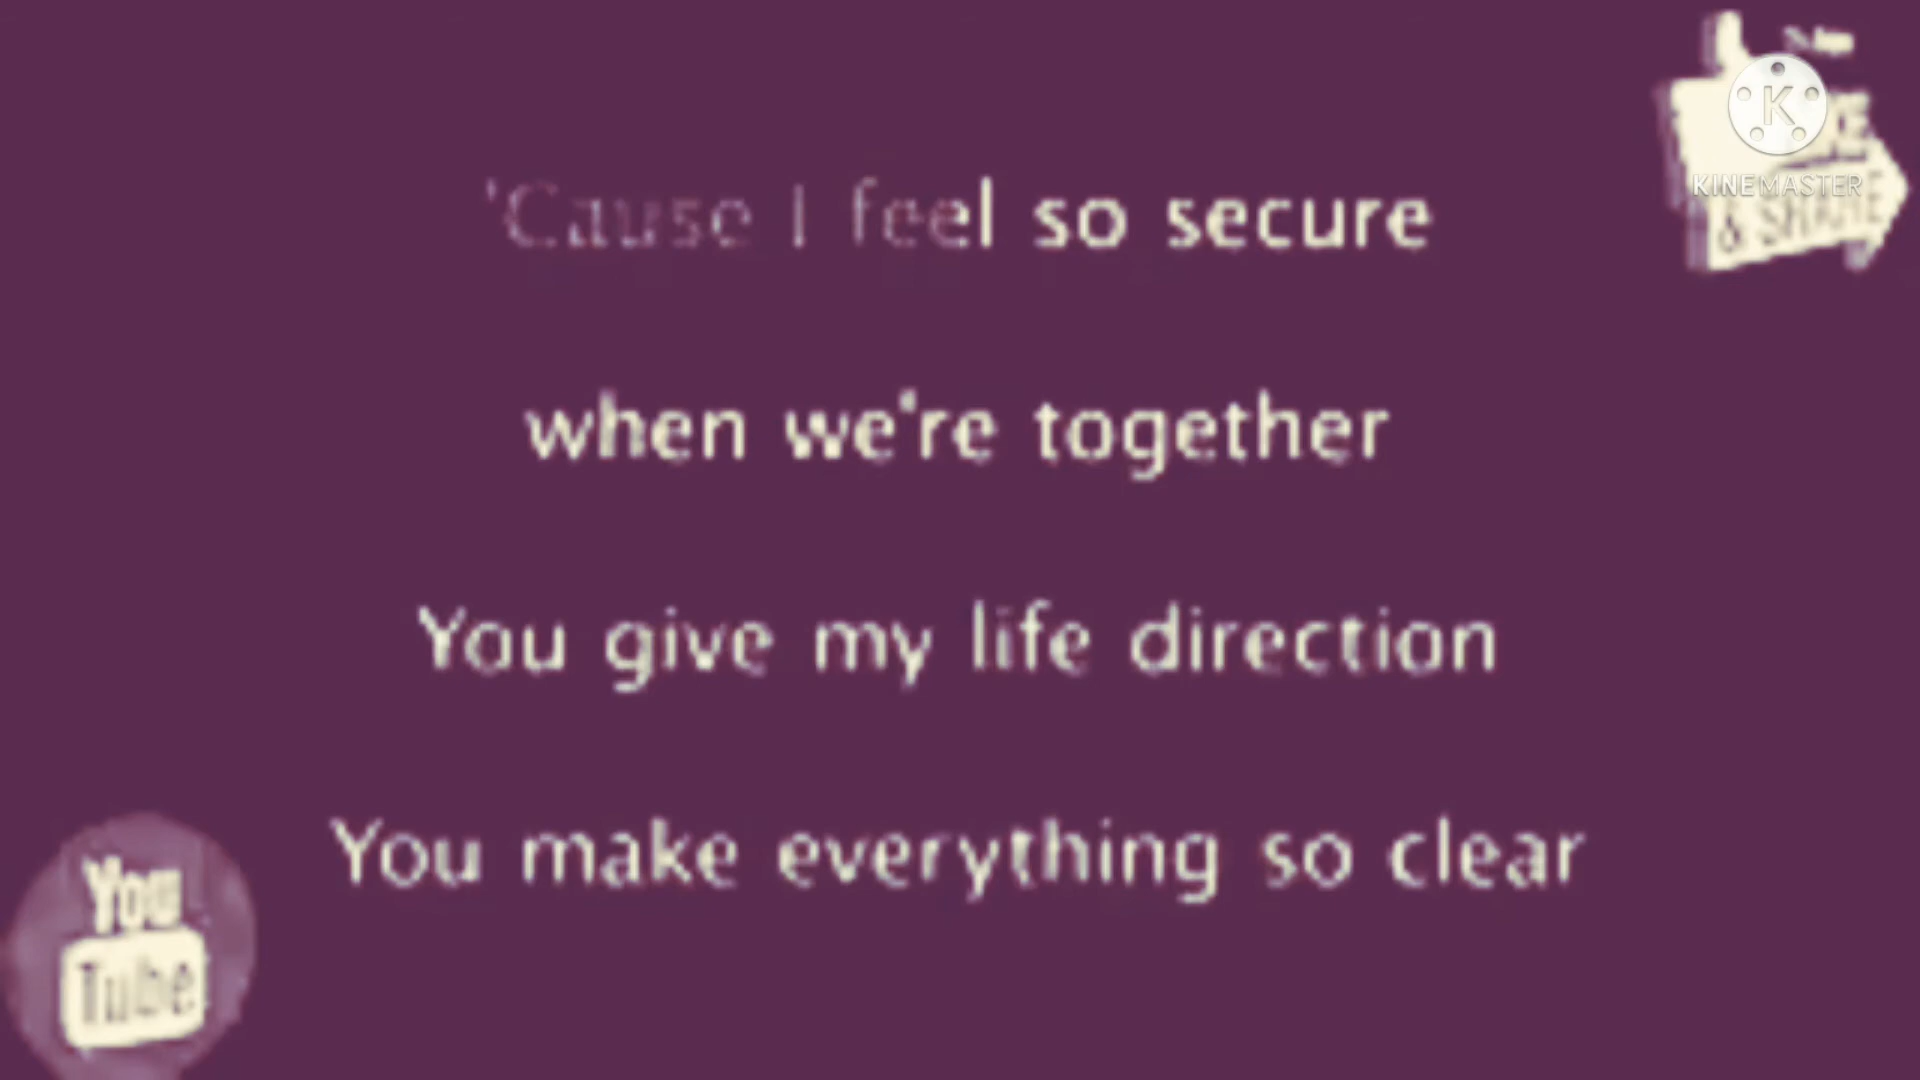 'Cause I feel so secure
when we're together
You give my life direction
You make everything so clear
KINEMASTER
K
& SHARE
You
Tube